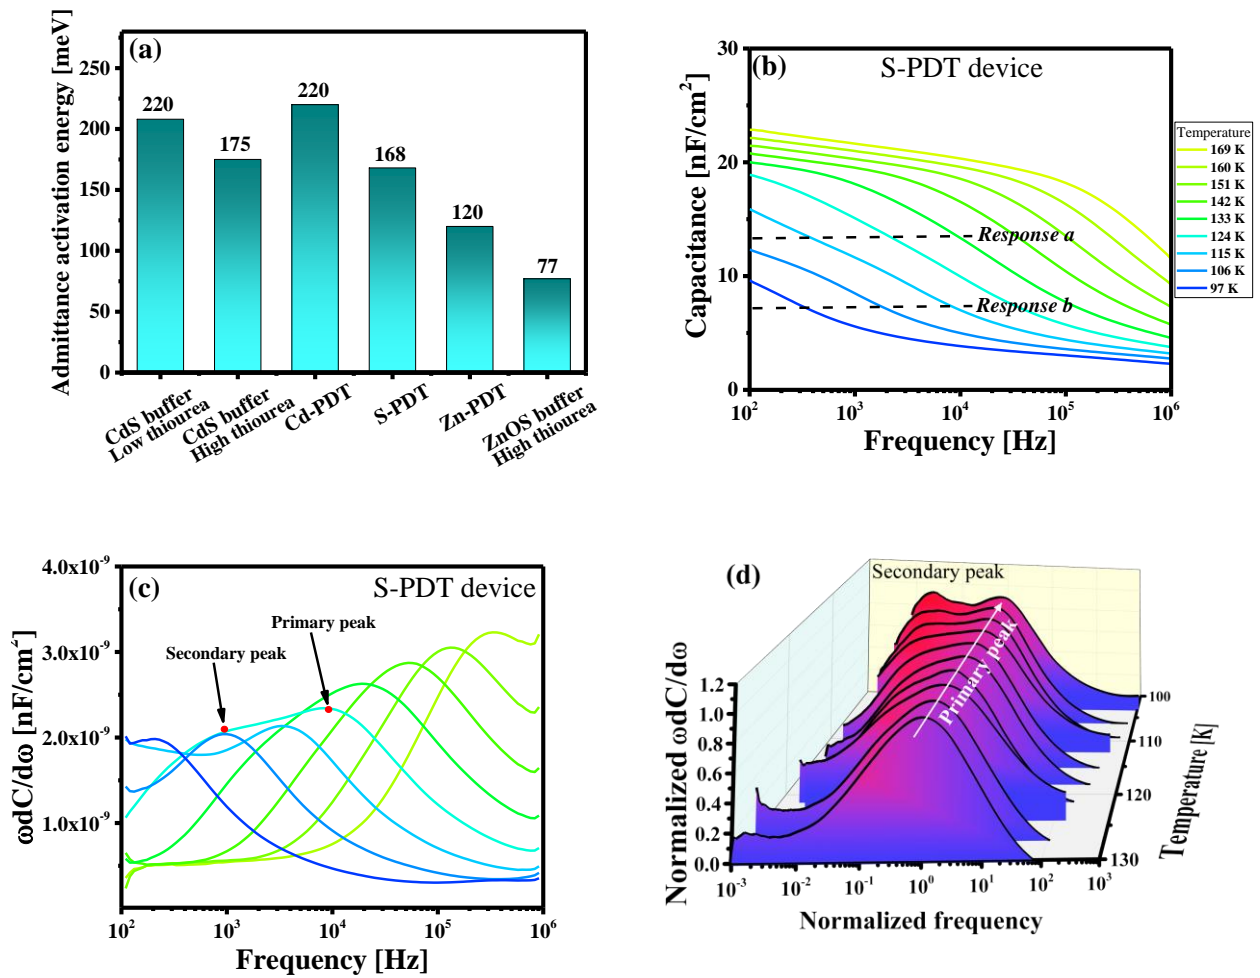 (a)
Admittance activation energy [meV]
250
200
150
100
50
0
220
175
220
168
120
77
CdS buffer
Low thiourea
CdS buffer
High thiourea
Cd-PDT
S-PDT
Zn-PDT
ZnOS buffer
High thiourea
(b)
S-PDT device
Capacitance [nF/cm²]
30
20
10
0
Response a
Response b
10² 10³ 10⁴ 10⁵ 10⁶
Frequency [Hz]
Temperature
169 K
160 K
151 K
142 K
133 K
124 K
115 K
106 K
97 K
(c)
S-PDT device
ωdC/dω [nF/cm²]
4.0x10⁻⁹
3.0x10⁻⁹
2.0x10⁻⁹
1.0x10⁻⁹
Primary peak
Secondary peak
10² 10³ 10⁴ 10⁵ 10⁶
Frequency [Hz]
(d)
Secondary peak
Primary peak
Normalized ωdC/dω
1.2
1.0
0.8
0.6
0.4
0.2
0.0
10⁻³ 10⁻² 10⁻¹ 10⁰ 10¹ 10² 10³
Normalized frequency
100
110
120
130
Temperature [K]